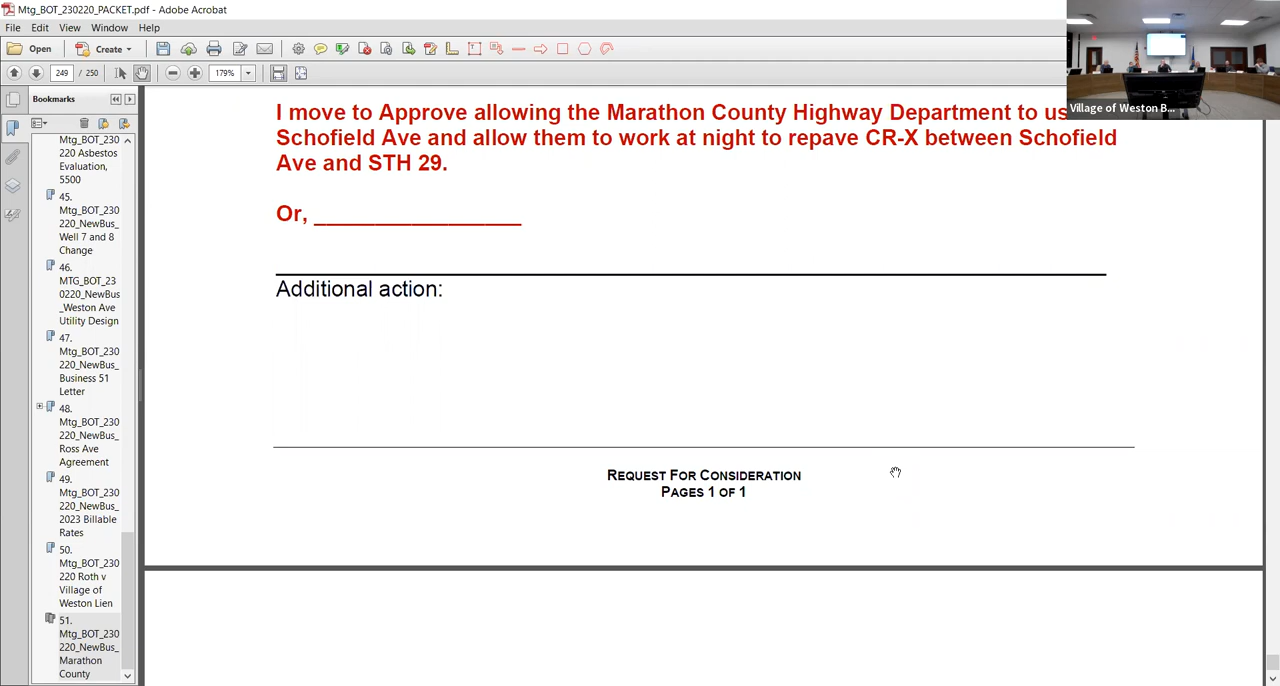 Mtg_BOT_230220_PACKET.pdf - Adobe Acrobat
File Edit View Window Help
Open Create
249 / 250 179%
Bookmarks
Mtg_BOT_230
220 Asbestos
Evaluation,
5500
45.
Mtg_BOT_230
220_NewBus_
Well 7 and 8
Change
46.
MTG_BOT_23
0220_NewBus
_Weston Ave
Utility Design
47.
Mtg_BOT_230
220_NewBus_
Business 51
Letter
48.
Mtg_BOT_230
220_NewBus_
Ross Ave
Agreement
49.
Mtg_BOT_230
220_NewBus_
2023 Billable
Rates
50.
Mtg_BOT_230
220 Roth v
Village of
Weston Lien
51.
Mtg_BOT_230
220_NewBus_
Marathon
County
I move to Approve allowing the Marathon County Highway Department to us
Schofield Ave and allow them to work at night to repave CR-X between Schofield
Ave and STH 29.
Or, _________________
Additional action:
REQUEST FOR CONSIDERATION
PAGES 1 OF 1
Village of Weston B...